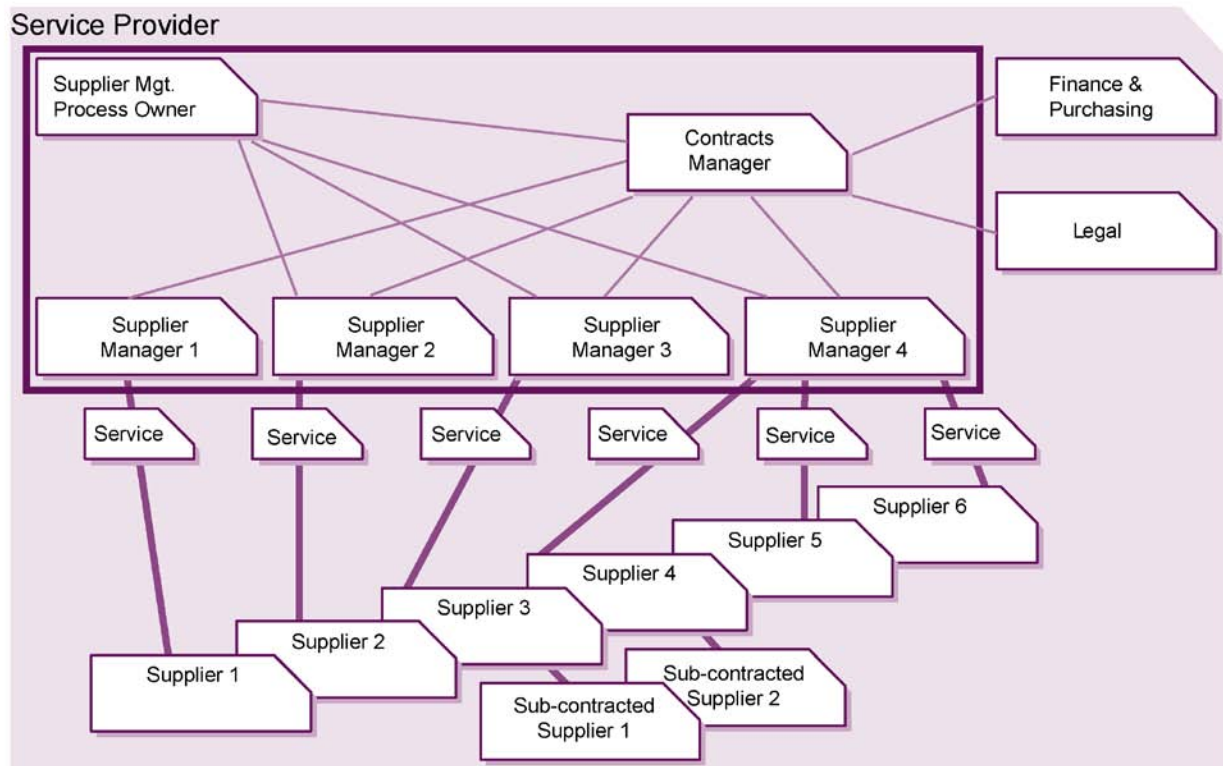 Service Provider
Supplier Mgt.
Process Owner
Finance &
Purchasing
Contracts
Manager
Legal
Supplier
Manager 1
Supplier
Manager 2
Supplier
Manager 3
Supplier
Manager 4
Service
Service
Service
Service
Service
Service
Supplier 6
Supplier 5
Supplier 4
Supplier 3
Supplier 2
Supplier 1
Sub-contracted
Supplier 2
Sub-contracted
Supplier 1